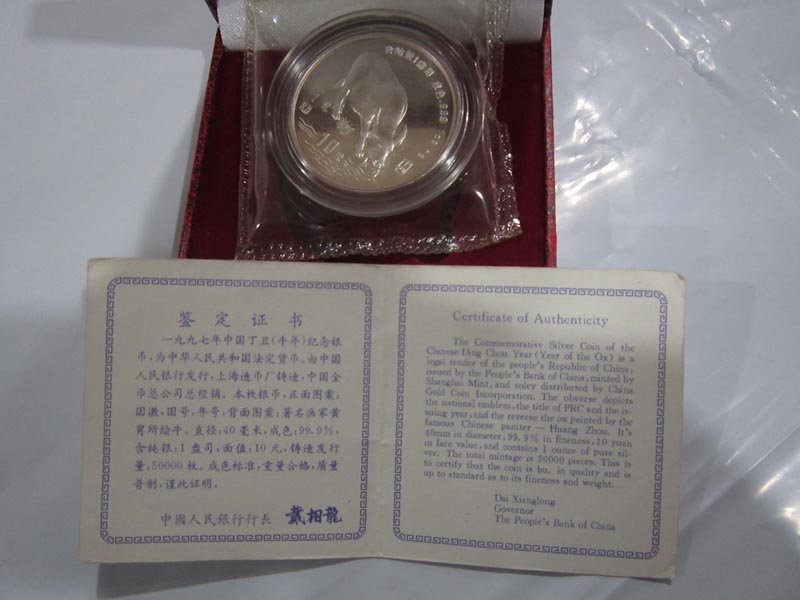 含纯银1盎司 成色.999
10元
鉴定证书
一九九七年中国丁丑(牛年)纪念银
币,为中华人民共和国法定货币。由中国
人民银行发行,上海造币厂铸造,中国金
币总公司总经销。本枚银币,正面图案:
国徽,国号,年号,背面图案:著名画家黄
胄所绘牛。直径:40毫米,成色:99.9%,
含纯银:1盎司,面值:10元,铸造发行
量:50000枚。成色标准,重量合格,质量
普制,谨此证明。
中國人民銀行行長 戴相龍
Certificate of Authenticity
The Commemorative Silver Coin of the
Chinese Ding Chou Year (Year of the Ox) is a
legal tender of the people's Republic of China,
issued by the People's Bank of China, minted by
Shanghai Mint, and soley distributed by China
Gold Coin Incorporation. The obverse depicts
the national emblem, the title of PRC and the is-
suing year, and the reverse the ox painted by the
famous Chinese painter — Huang Zhou. It's
40mm in diameter, 99.9% in fineness, 10 yuan
in face value, and contains 1 ounce of pure sil-
ver. The total mintage is 50000 pieces. This is
to certify that the coin is bu. in quality and is
up to standard as to its fineness and weight.
Dai Xianglong
Governor
The People's Bank of China